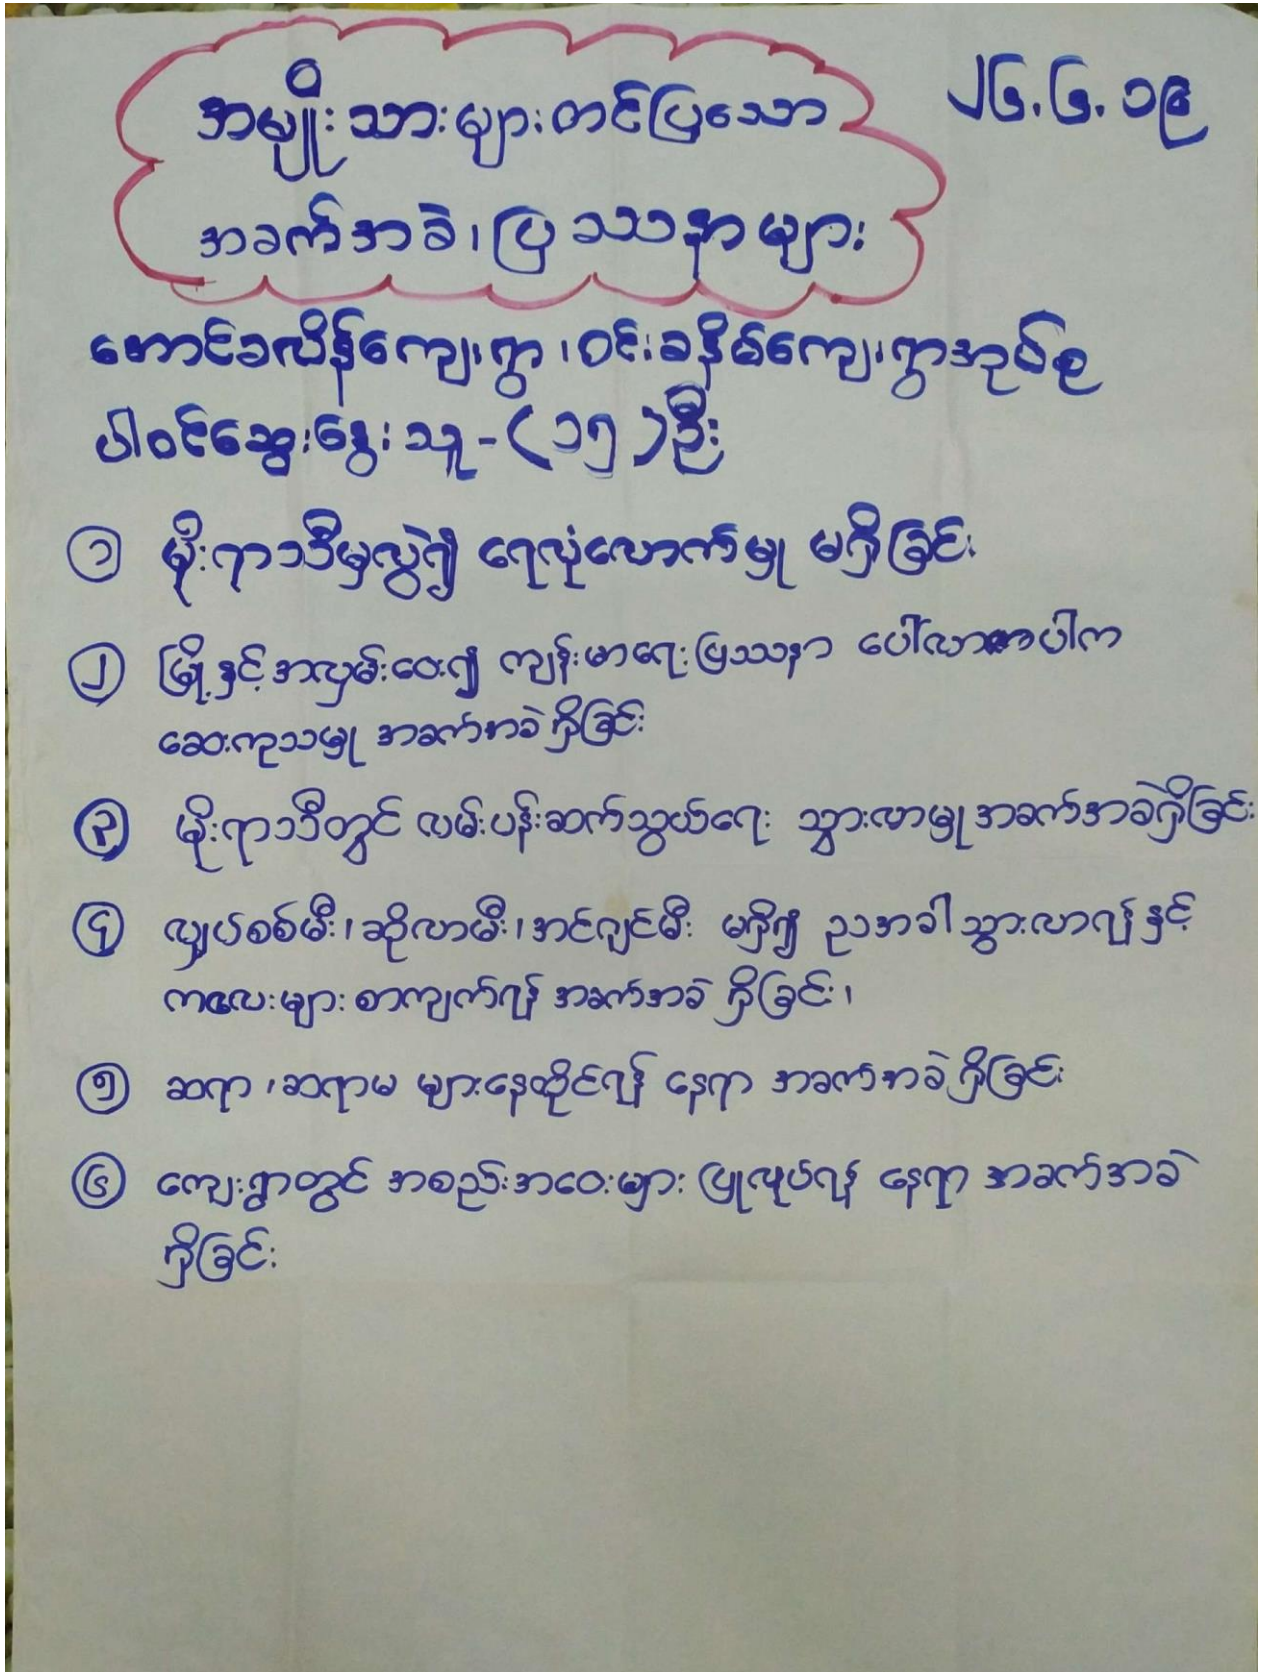 ၂၆.၆.၁၉
အမျိုးသားများတင်ပြသော
အခက်အခဲ၊ ပြဿနာများ
တောင်ခလိန်ကျေးရွာ ၊ ဝင်းခနိမ်ကျေးရွာအုပ်စု
ပါဝင်ဆွေးနွေးသူ - (၁၅) ဦး
၁ မိုးရာသီမှလွဲ၍ ရေလုံလောက်မှု မရှိခြင်း
၂ မြို့နှင့်အလှမ်းဝေး၍ ကျန်းမာရေးပြဿနာ ပေါ်လာပါက
ဆေးကုသမှု အခက်အခဲရှိခြင်း
၃ မိုးရာသီတွင် လမ်းပန်းဆက်သွယ်ရေး သွားလာမှုအခက်အခဲရှိခြင်း
၄ လျှပ်စစ်မီး၊ ဆိုလာမီး၊ အင်ဂျင်မီး မရှိ၍ ညအခါသွားလာရန်နှင့်
ကလေးများ စာကျက်ရန် အခက်အခဲ ရှိခြင်း၊
၅ ဆရာ ၊ ဆရာမ များနေထိုင်ရန် နေရာ အခက်အခဲရှိခြင်း
၆ ကျေးရွာတွင် အစည်းအဝေးများ ပြုလုပ်ရန် နေရာ အခက်အခဲ
ရှိခြင်း